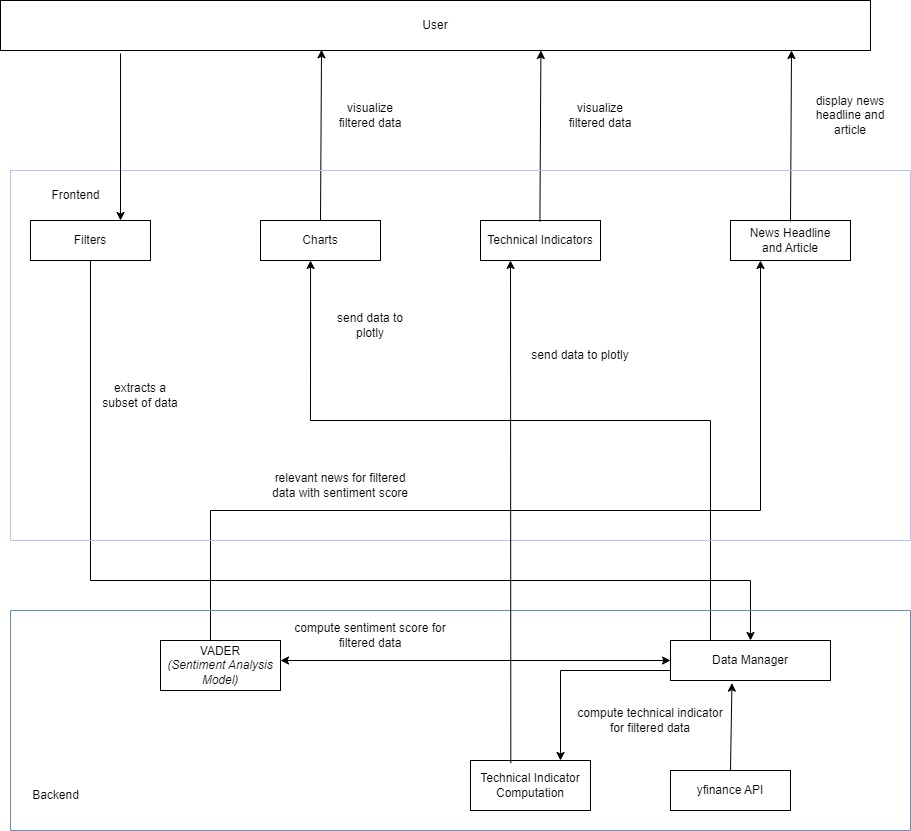 User
visualize
filtered data
visualize
filtered data
display news
headline and
article
Frontend
Filters
Charts
Technical Indicators
News Headline
and Article
send data to
plotly
send data to plotly
extracts a
subset of data
relevant news for filtered
data with sentiment score
compute sentiment score for
filtered data
VADER
(Sentiment Analysis
Model)
Data Manager
compute technical indicator
for filtered data
Technical Indicator
Computation
yfinance API
Backend